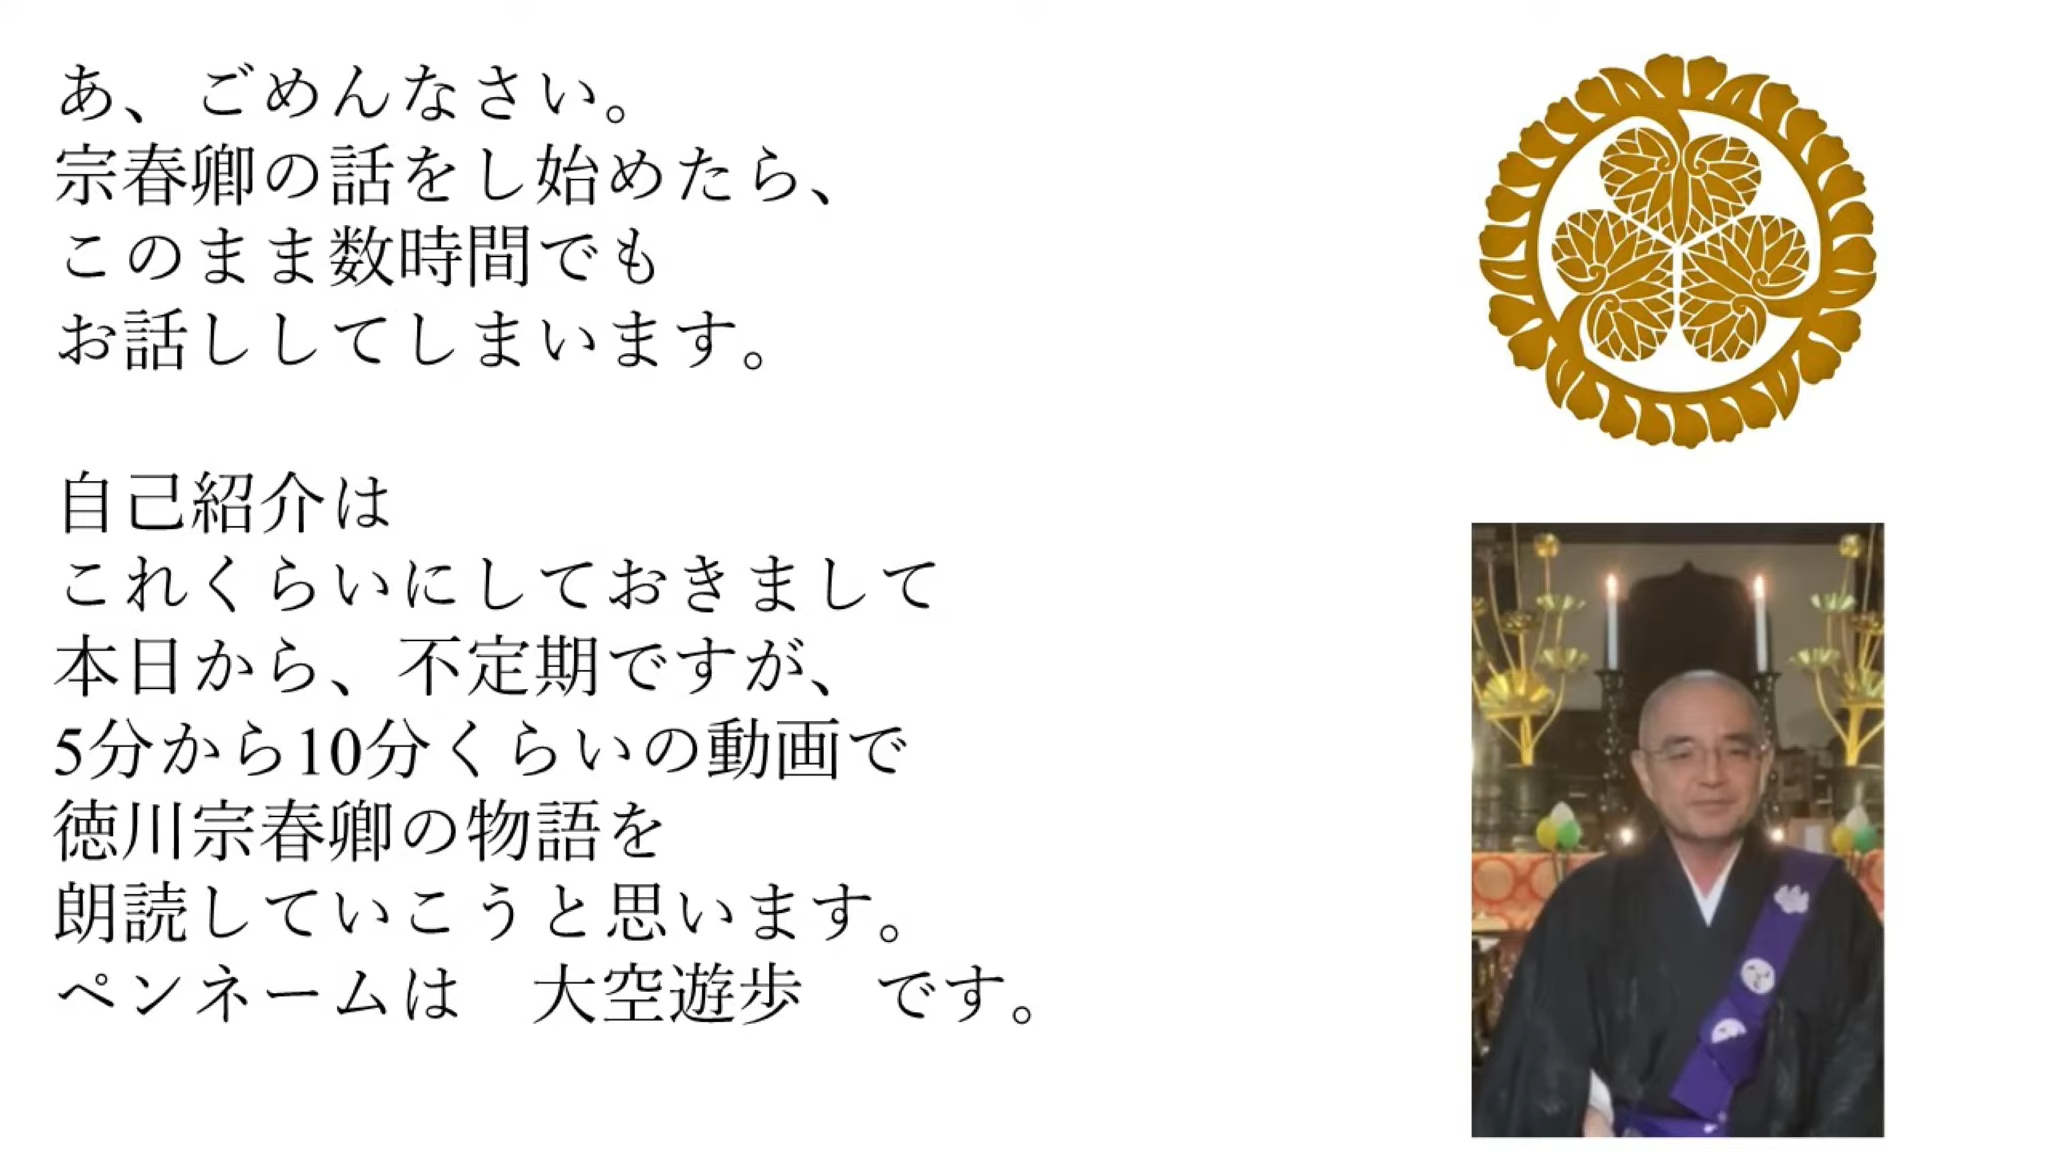 あ、ごめんなさい。
宗春卿の話をし始めたら、
このまま数時間でも
お話ししてしまいます。
自己紹介は
これくらいにしておきまして
本日から、不定期ですが、
5分から10分くらいの動画で
徳川宗春卿の物語を
朗読していこうと思います。
ペンネームは　大空遊歩　です。